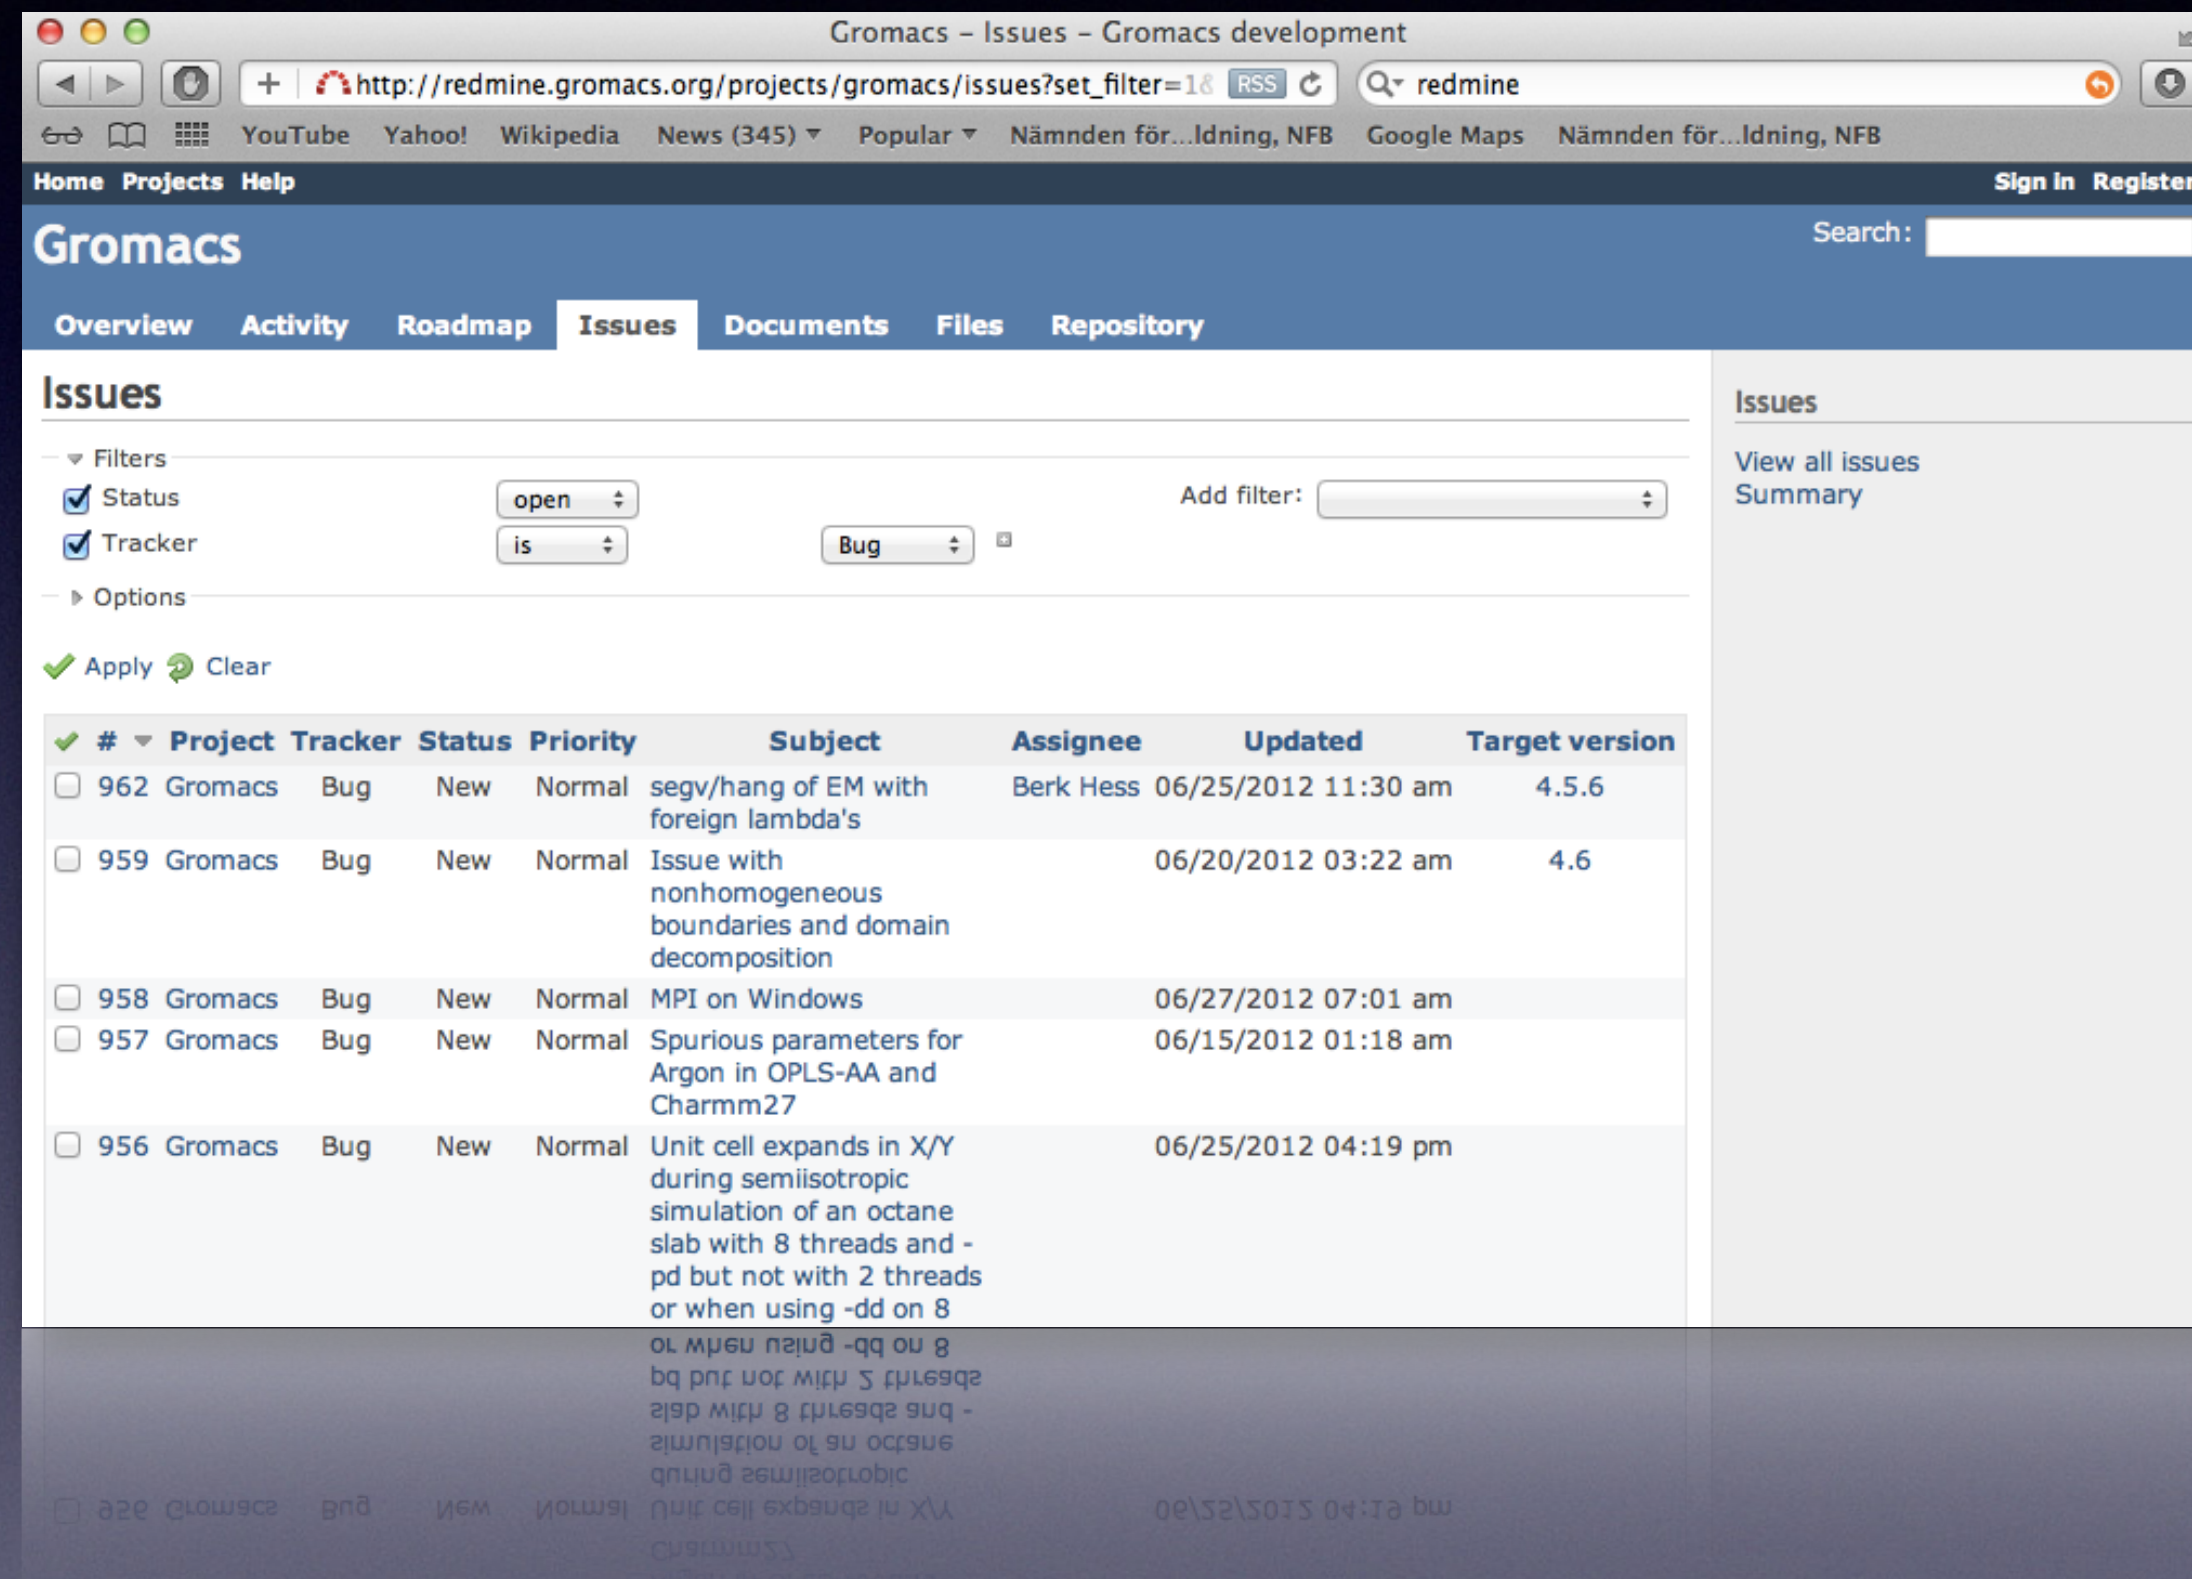 Gromacs – Issues – Gromacs development
http://redmine.gromacs.org/projects/gromacs/issues?set_filter=1& RSS redmine
YouTube Yahoo! Wikipedia News (345) Popular Nämnden för...ldning, NFB Google Maps Nämnden för...ldning, NFB
Home Projects Help Sign in Register
Gromacs Search:
Overview Activity Roadmap Issues Documents Files Repository
Issues
Issues
Filters
View all issues
Status open Add filter:
Summary
Tracker is Bug
Options
Apply Clear
# Project Tracker Status Priority Subject Assignee Updated Target version
962 Gromacs Bug New Normal segv/hang of EM with Berk Hess 06/25/2012 11:30 am 4.5.6
foreign lambda's
959 Gromacs Bug New Normal Issue with 06/20/2012 03:22 am 4.6
nonhomogeneous
boundaries and domain
decomposition
958 Gromacs Bug New Normal MPI on Windows 06/27/2012 07:01 am
957 Gromacs Bug New Normal Spurious parameters for 06/15/2012 01:18 am
Argon in OPLS-AA and
Charmm27
956 Gromacs Bug New Normal Unit cell expands in X/Y 06/25/2012 04:19 pm
during semiisotropic
simulation of an octane
slab with 8 threads and -
pd but not with 2 threads
or when using -dd on 8